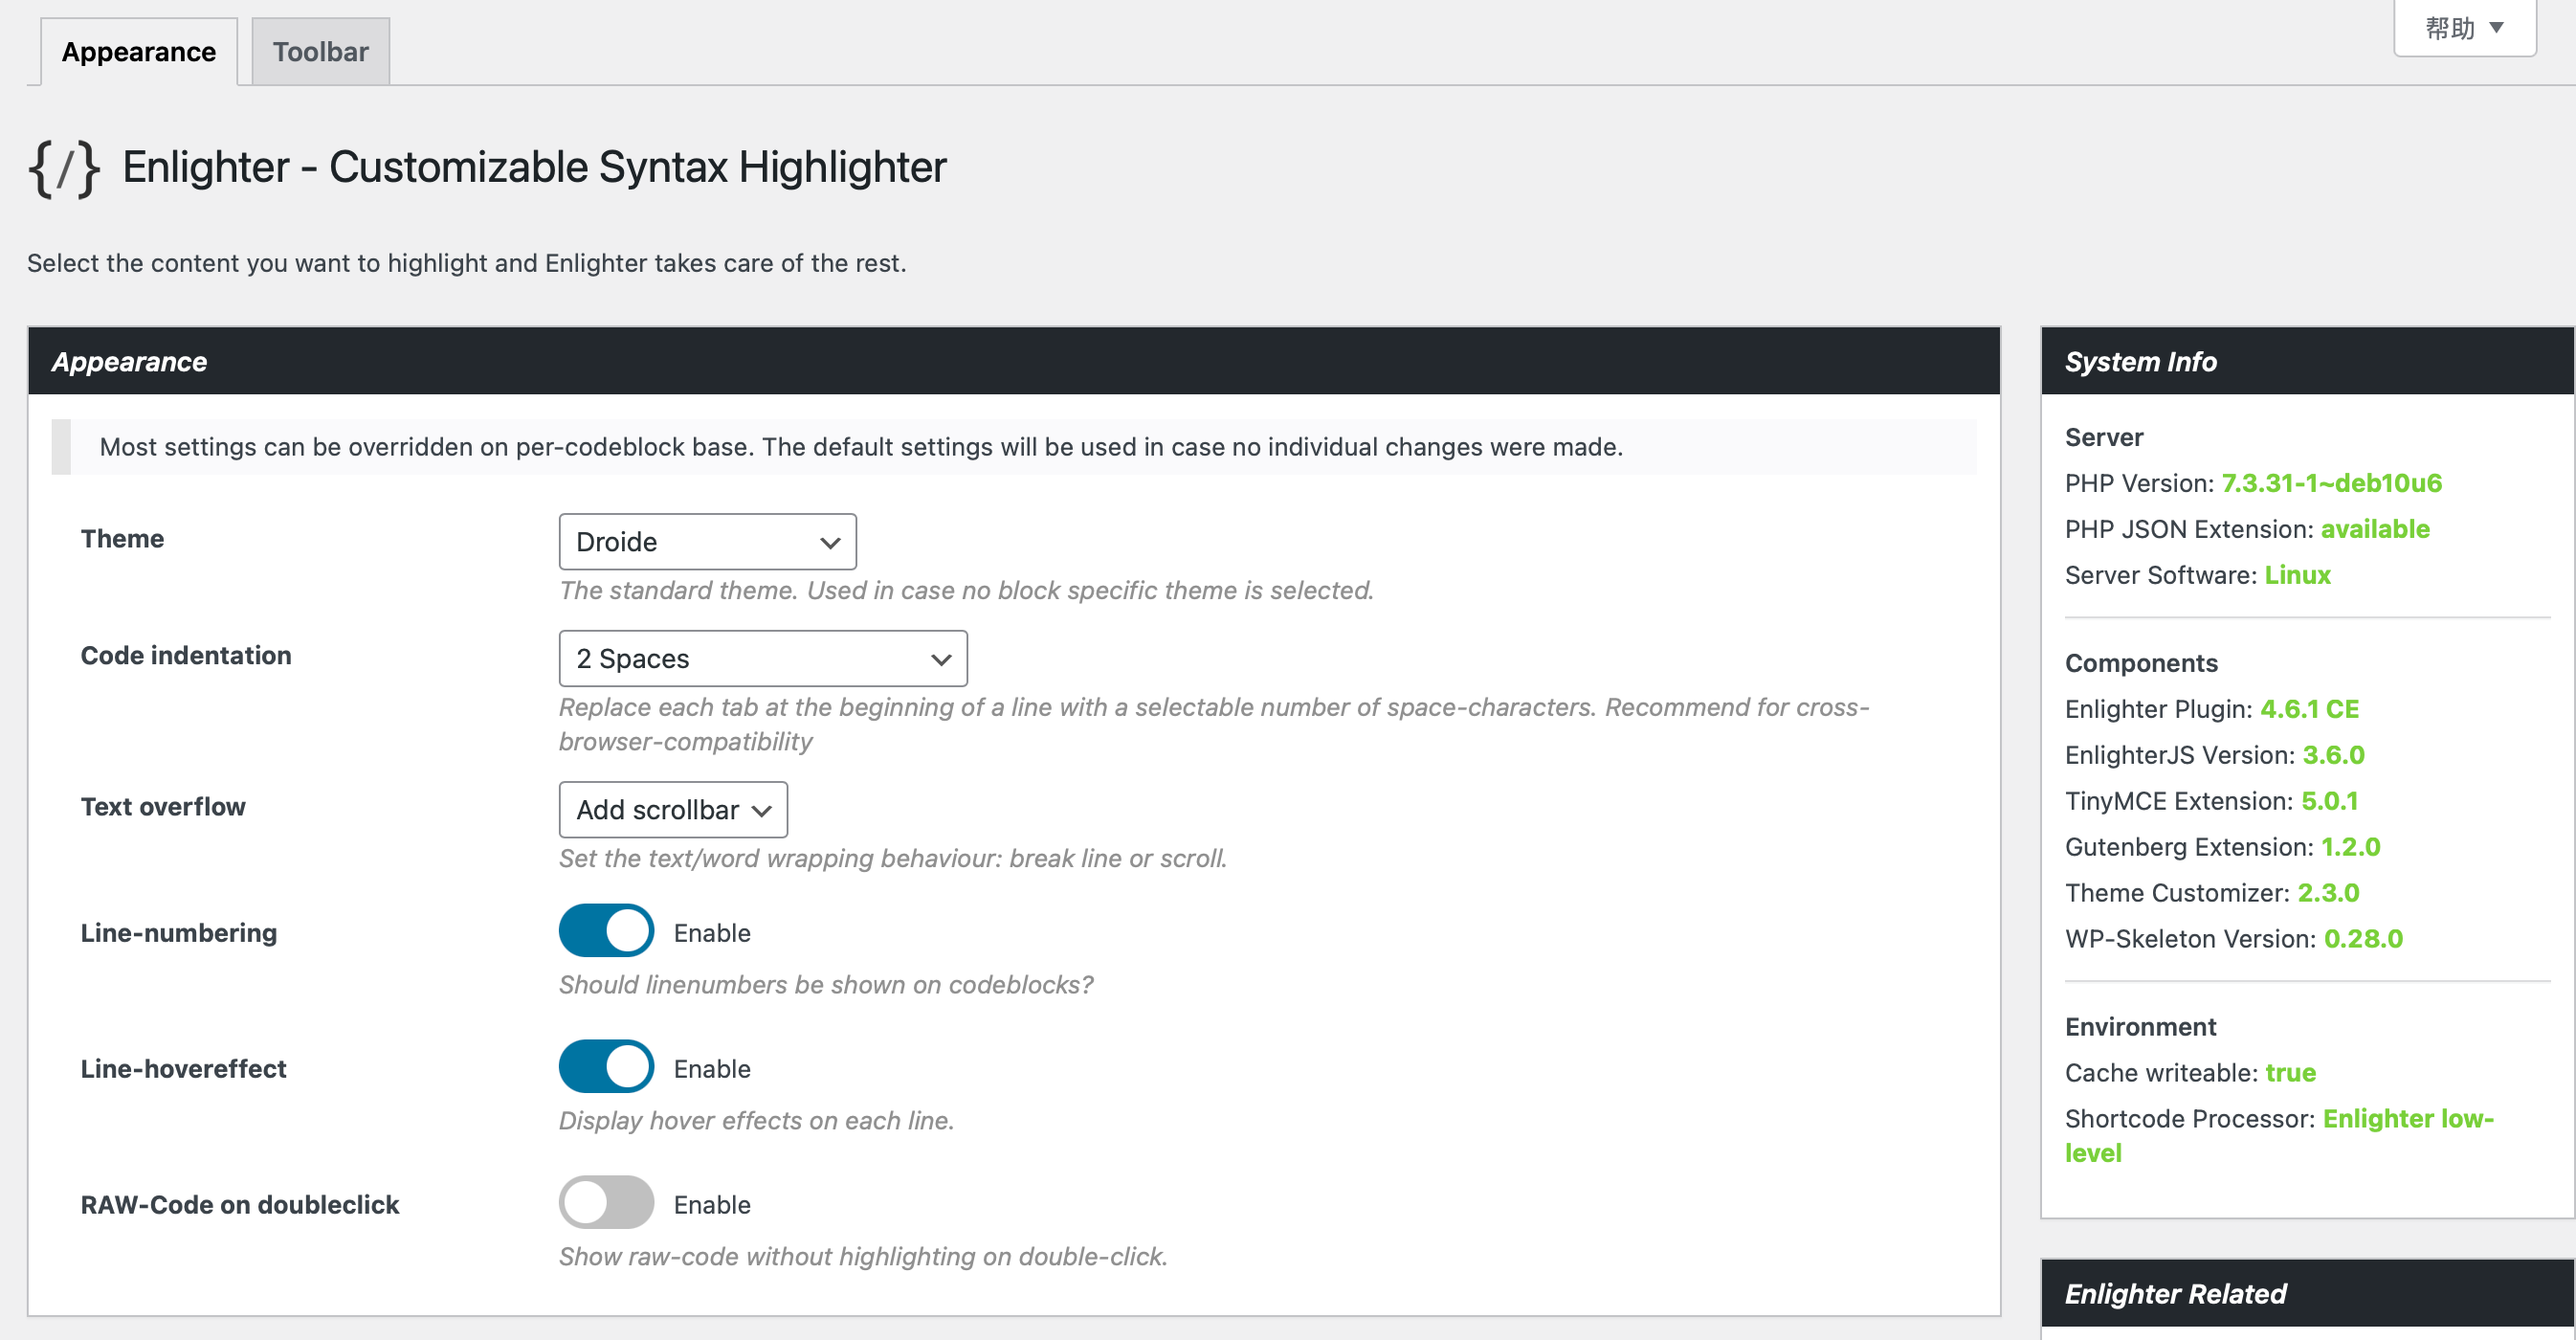 Appearance
Toolbar
帮助
{/} Enlighter - Customizable Syntax Highlighter
Select the content you want to highlight and Enlighter takes care of the rest.
Appearance
Most settings can be overridden on per-codeblock base. The default settings will be used in case no individual changes were made.
Theme
Droide
The standard theme. Used in case no block specific theme is selected.
Code indentation
2 Spaces
Replace each tab at the beginning of a line with a selectable number of space-characters. Recommend for cross-
browser-compatibility
Text overflow
Add scrollbar
Set the text/word wrapping behaviour: break line or scroll.
Line-numbering
Enable
Should linenumbers be shown on codeblocks?
Line-hovereffect
Enable
Display hover effects on each line.
RAW-Code on doubleclick
Enable
Show raw-code without highlighting on double-click.
System Info
Server
PHP Version: 7.3.31-1~deb10u6
PHP JSON Extension: available
Server Software: Linux
Components
Enlighter Plugin: 4.6.1 CE
EnlighterJS Version: 3.6.0
TinyMCE Extension: 5.0.1
Gutenberg Extension: 1.2.0
Theme Customizer: 2.3.0
WP-Skeleton Version: 0.28.0
Environment
Cache writeable: true
Shortcode Processor: Enlighter low-
level
Enlighter Related